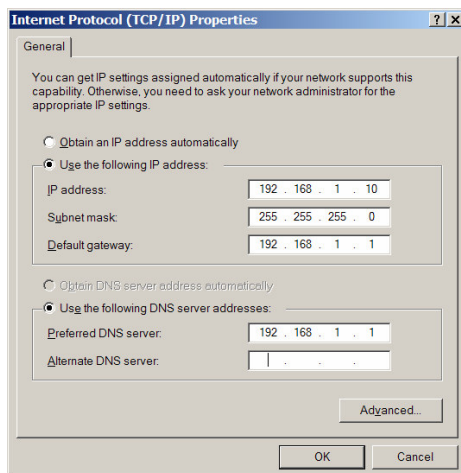 Internet Protocol (TCP/IP) Properties
General
You can get IP settings assigned automatically if your network supports this
capability. Otherwise, you need to ask your network administrator for the
appropriate IP settings.
Obtain an IP address automatically
Use the following IP address:
IP address: 192 . 168 . 1 . 10
Subnet mask: 255 . 255 . 255 . 0
Default gateway: 192 . 168 . 1 . 1
Obtain DNS server address automatically
Use the following DNS server addresses:
Preferred DNS server: 192 . 168 . 1 . 1
Alternate DNS server: . . .
Advanced...
OK Cancel